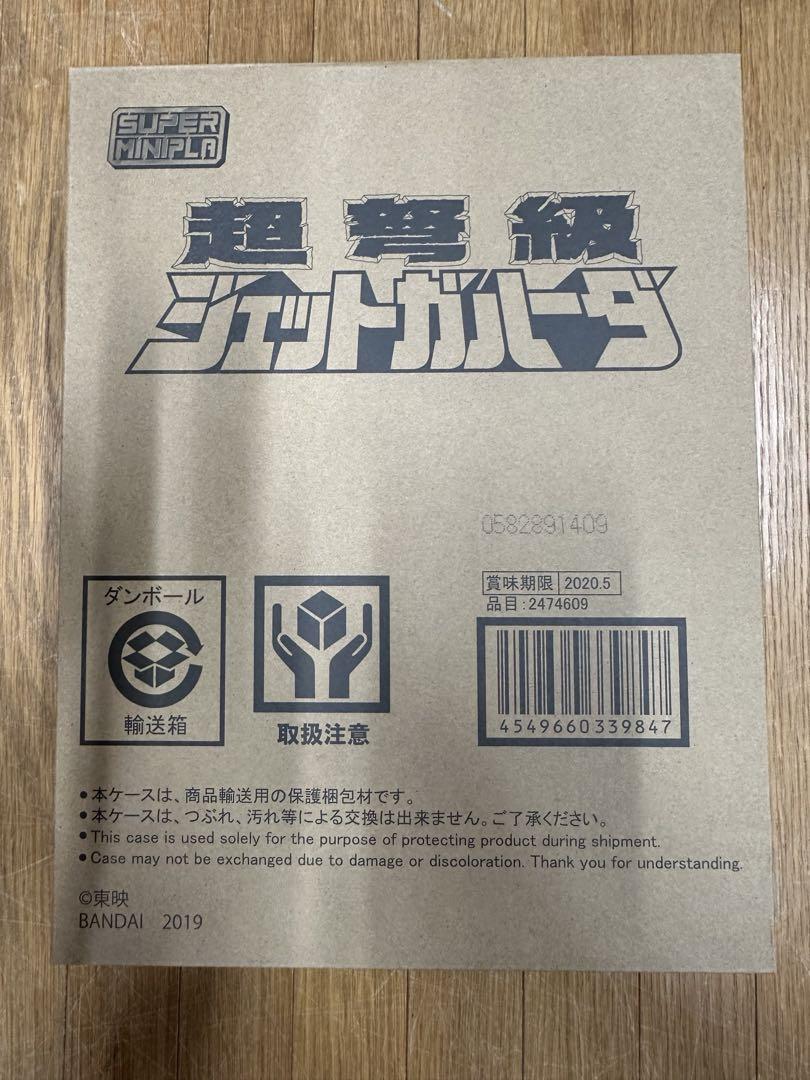 SUPER
MINIPLA
超弩級
ジェットガルーダ
0582891409
賞味期限 2020.5
品目:2474609
ダンボール
輸送箱
取扱注意
4549660339847
●本ケースは、商品輸送用の保護梱包材です。
●本ケースは、つぶれ、汚れ等による交換は出来ません。ご了承ください。
●This case is used solely for the purpose of protecting product during shipment.
●Case may not be exchanged due to damage or discoloration. Thank you for understanding.
©東映
BANDAI 2019